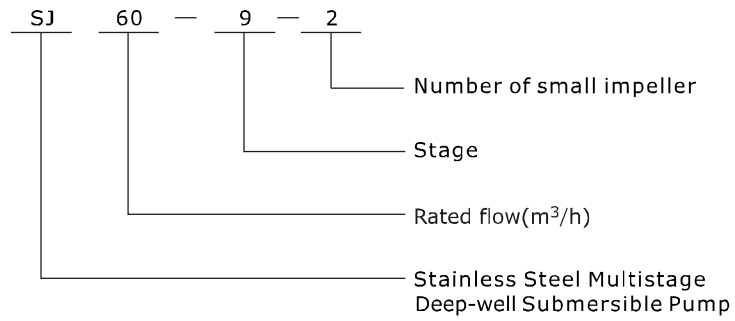 SJ 60 — 9 — 2
Number of small impeller
Stage
Rated flow(m³/h)
Stainless Steel Multistage
Deep-well Submersible Pump